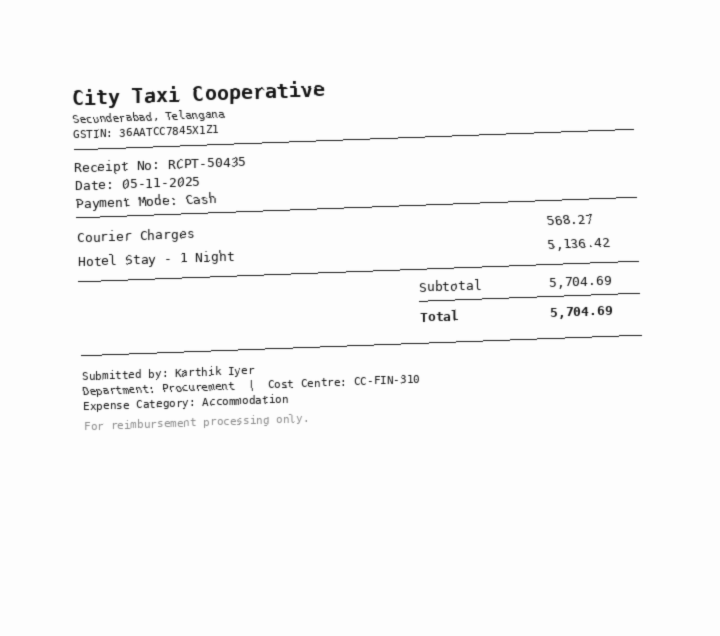 City Taxi Cooperative
Secunderabad, Telangana
GSTIN: 36AATCC7845X1Z1
Receipt No: RCPT-50435
Date: 05-11-2025
Payment Mode: Cash
Courier Charges 568.27
Hotel Stay - 1 Night 5,136.42
Subtotal 5,704.69
Total 5,704.69
Submitted by: Karthik Iyer
Department: Procurement | Cost Centre: CC-FIN-310
Expense Category: Accommodation
For reimbursement processing only.